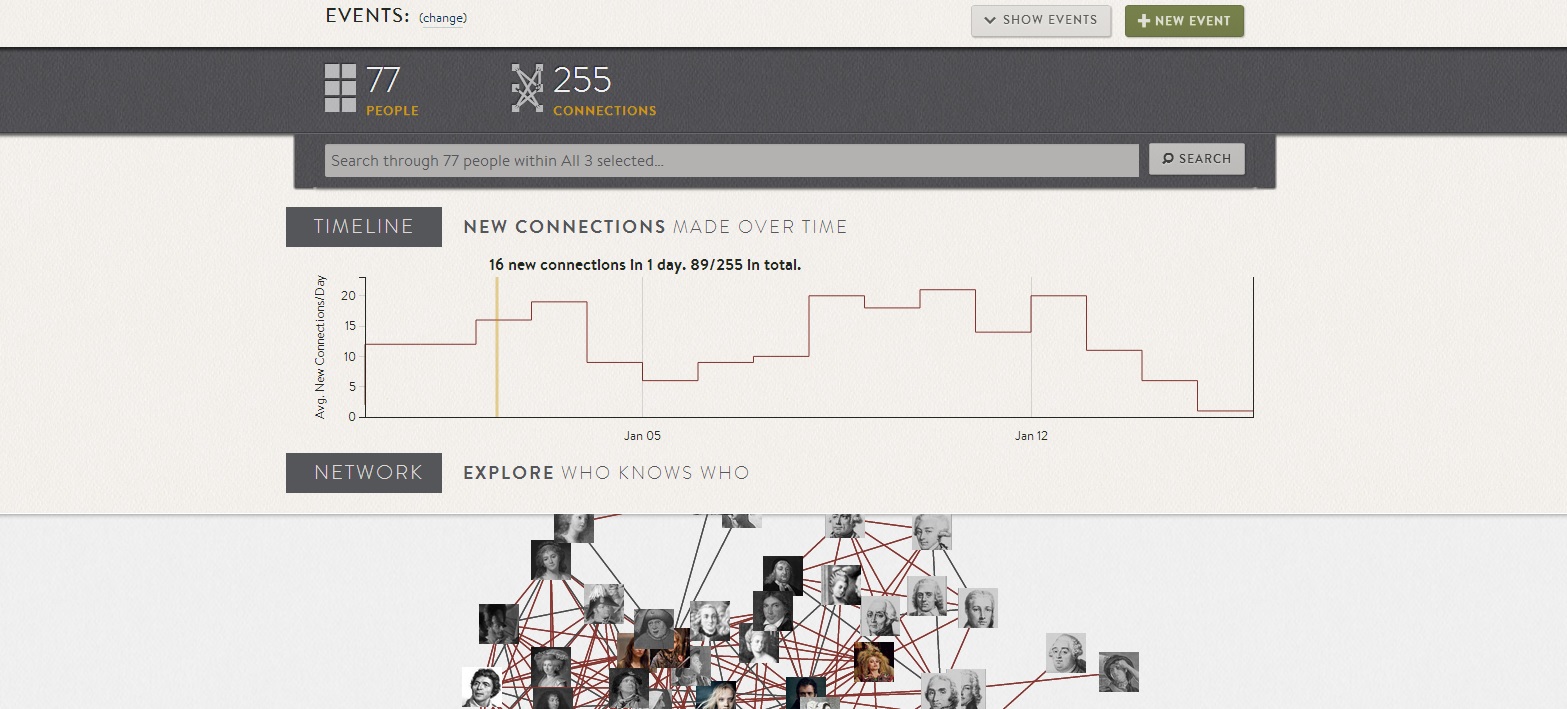 EVENTS: (change)
SHOW EVENTS
NEW EVENT
77
PEOPLE
255
CONNECTIONS
Search through 77 people within All 3 selected...
SEARCH
TIMELINE
NEW CONNECTIONS MADE OVER TIME
16 new connections in 1 day. 89/255 in total.
Avg. New Connections/Day
20
15
10
5
0
Jan 05
Jan 12
NETWORK
EXPLORE WHO KNOWS WHO